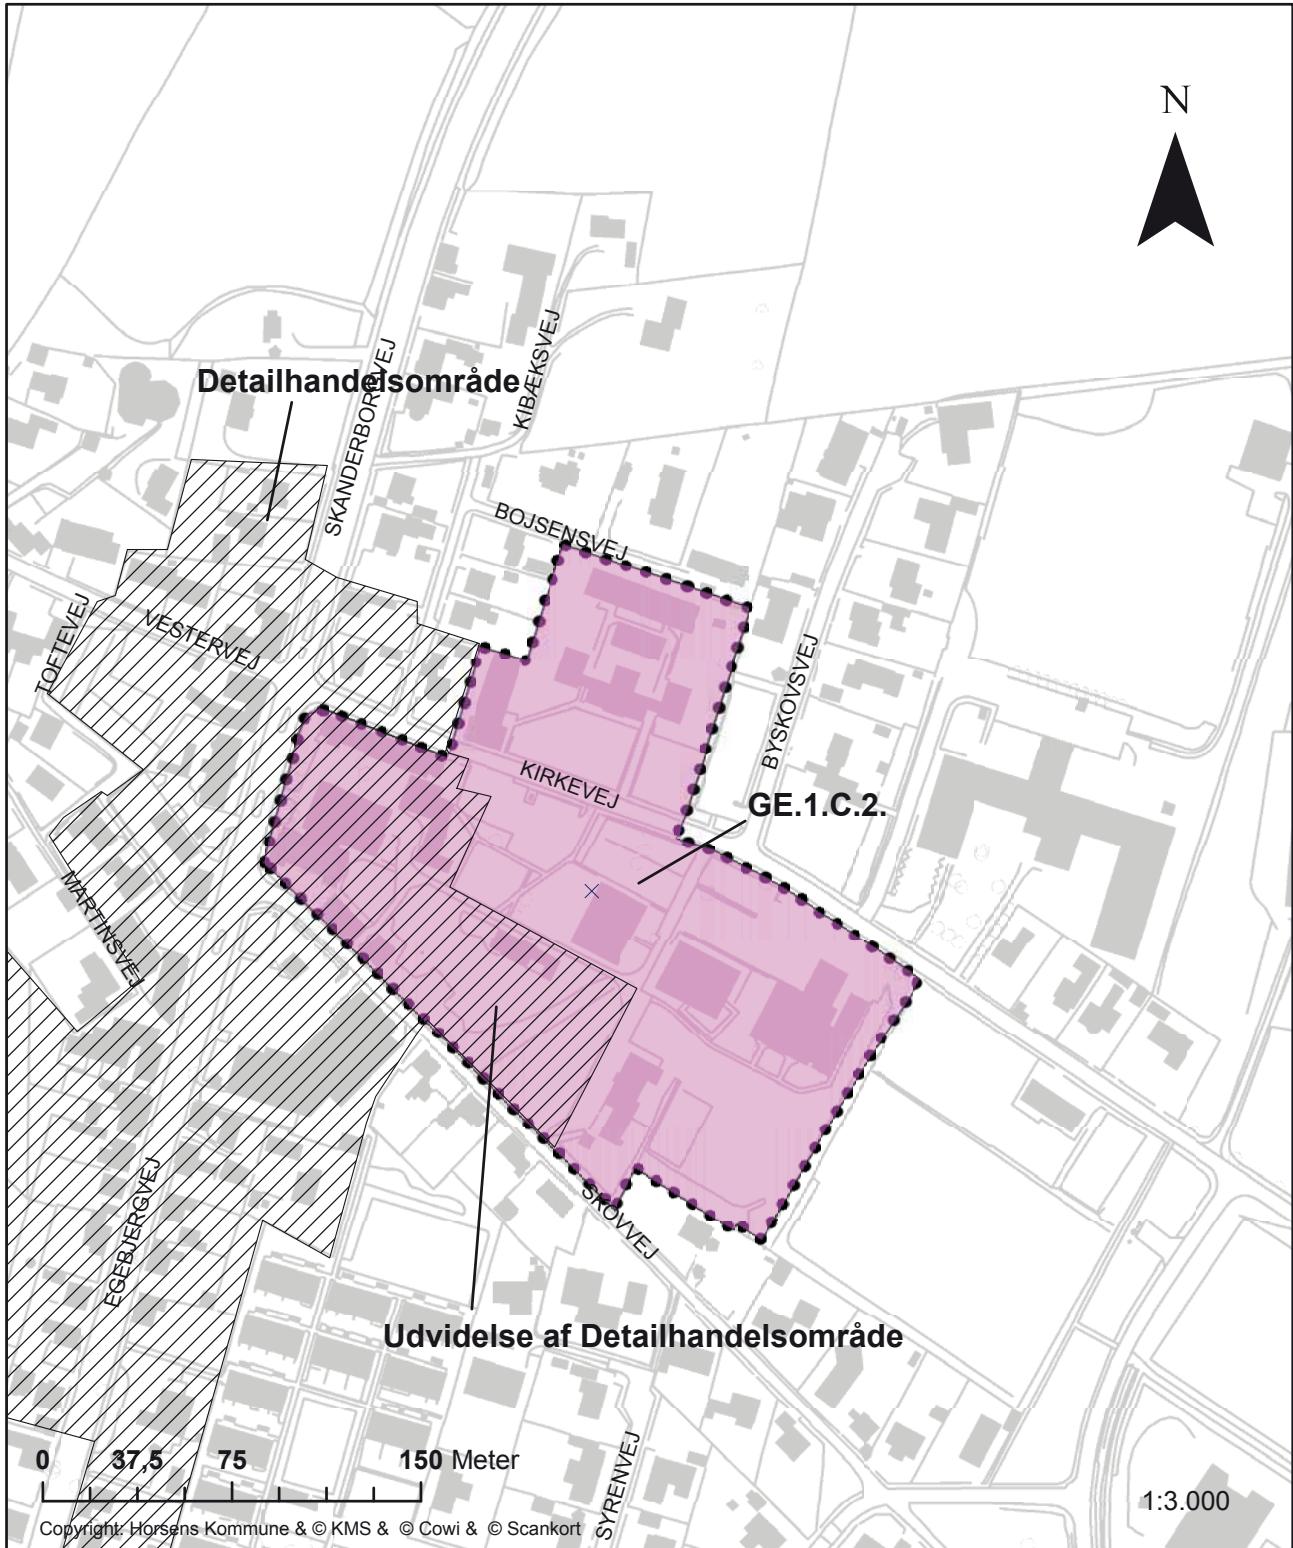 N
Detailhandelsområde
SKANDERBORGVEJ
KIBÆKSVEJ
BOJSENSVEJ
TOFTEVEJ
VESTERVEJ
BYSKOVSVEJ
KIRKEVEJ
GE.1.C.2.
MARTINSVEJ
EGEBJERGVEJ
SKOVVEJ
Udvidelse af Detailhandelsområde
SYRENVEJ
0 37,5 75 150 Meter
1:3.000
Copyright: Horsens Kommune & © KMS & © Cowi & © Scankort